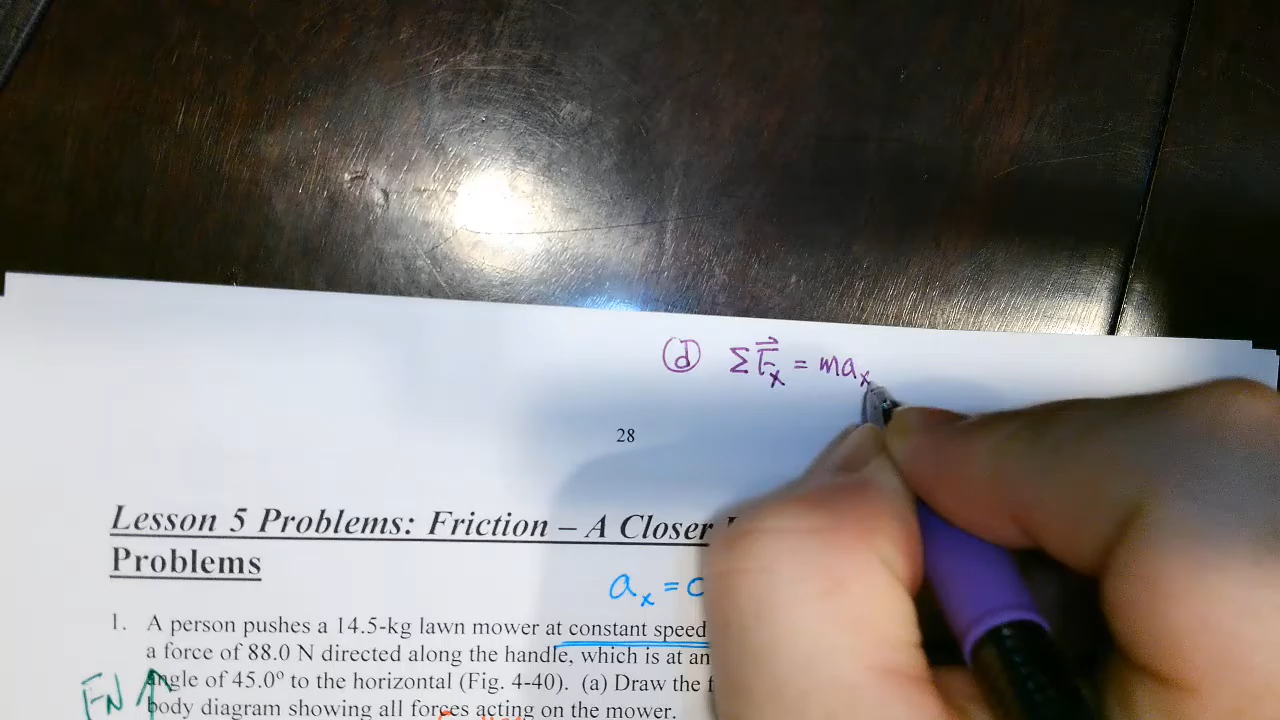 ⓓ ΣF⃗ₓ = maₓ
28
Lesson 5 Problems: Friction – A Closer
Problems
aₓ =
1. A person pushes a 14.5-kg lawn mower at constant speed
a force of 88.0 N directed along the handle, which is at an
angle of 45.0° to the horizontal (Fig. 4-40). (a) Draw the
FN
body diagram showing all forces acting on the mower.